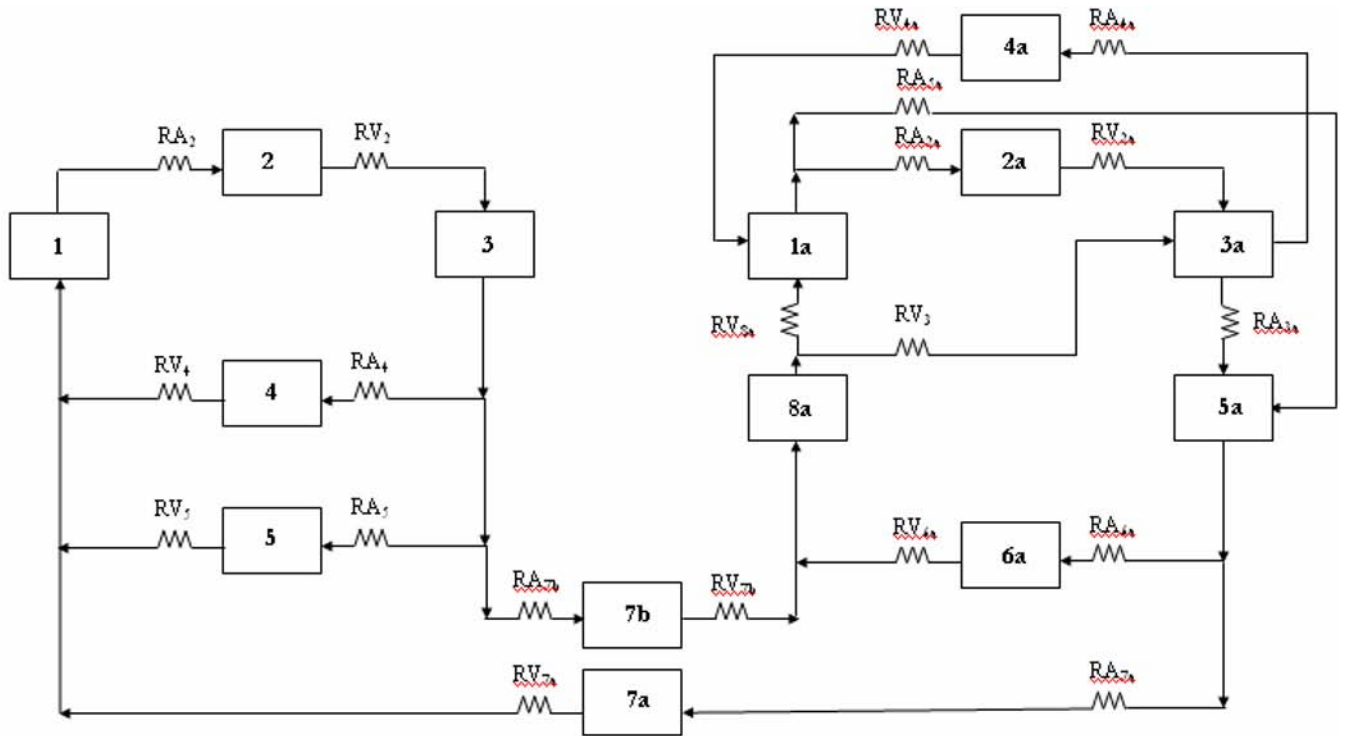 RV₄ₐ
RA₄ₐ
4a
RA₅ₐ
RA₂
RV₂
RA₂ₐ
RV₂ₐ
2
2a
1
3
1a
3a
RV₈ₐ
RV₃
RA₃ₐ
RV₄
RA₄
4
8a
5a
RV₅
RA₅
5
RV₆ₐ
RA₆ₐ
6a
RA₇b
RV₇b
7b
RV₇ₐ
RA₇ₐ
7a